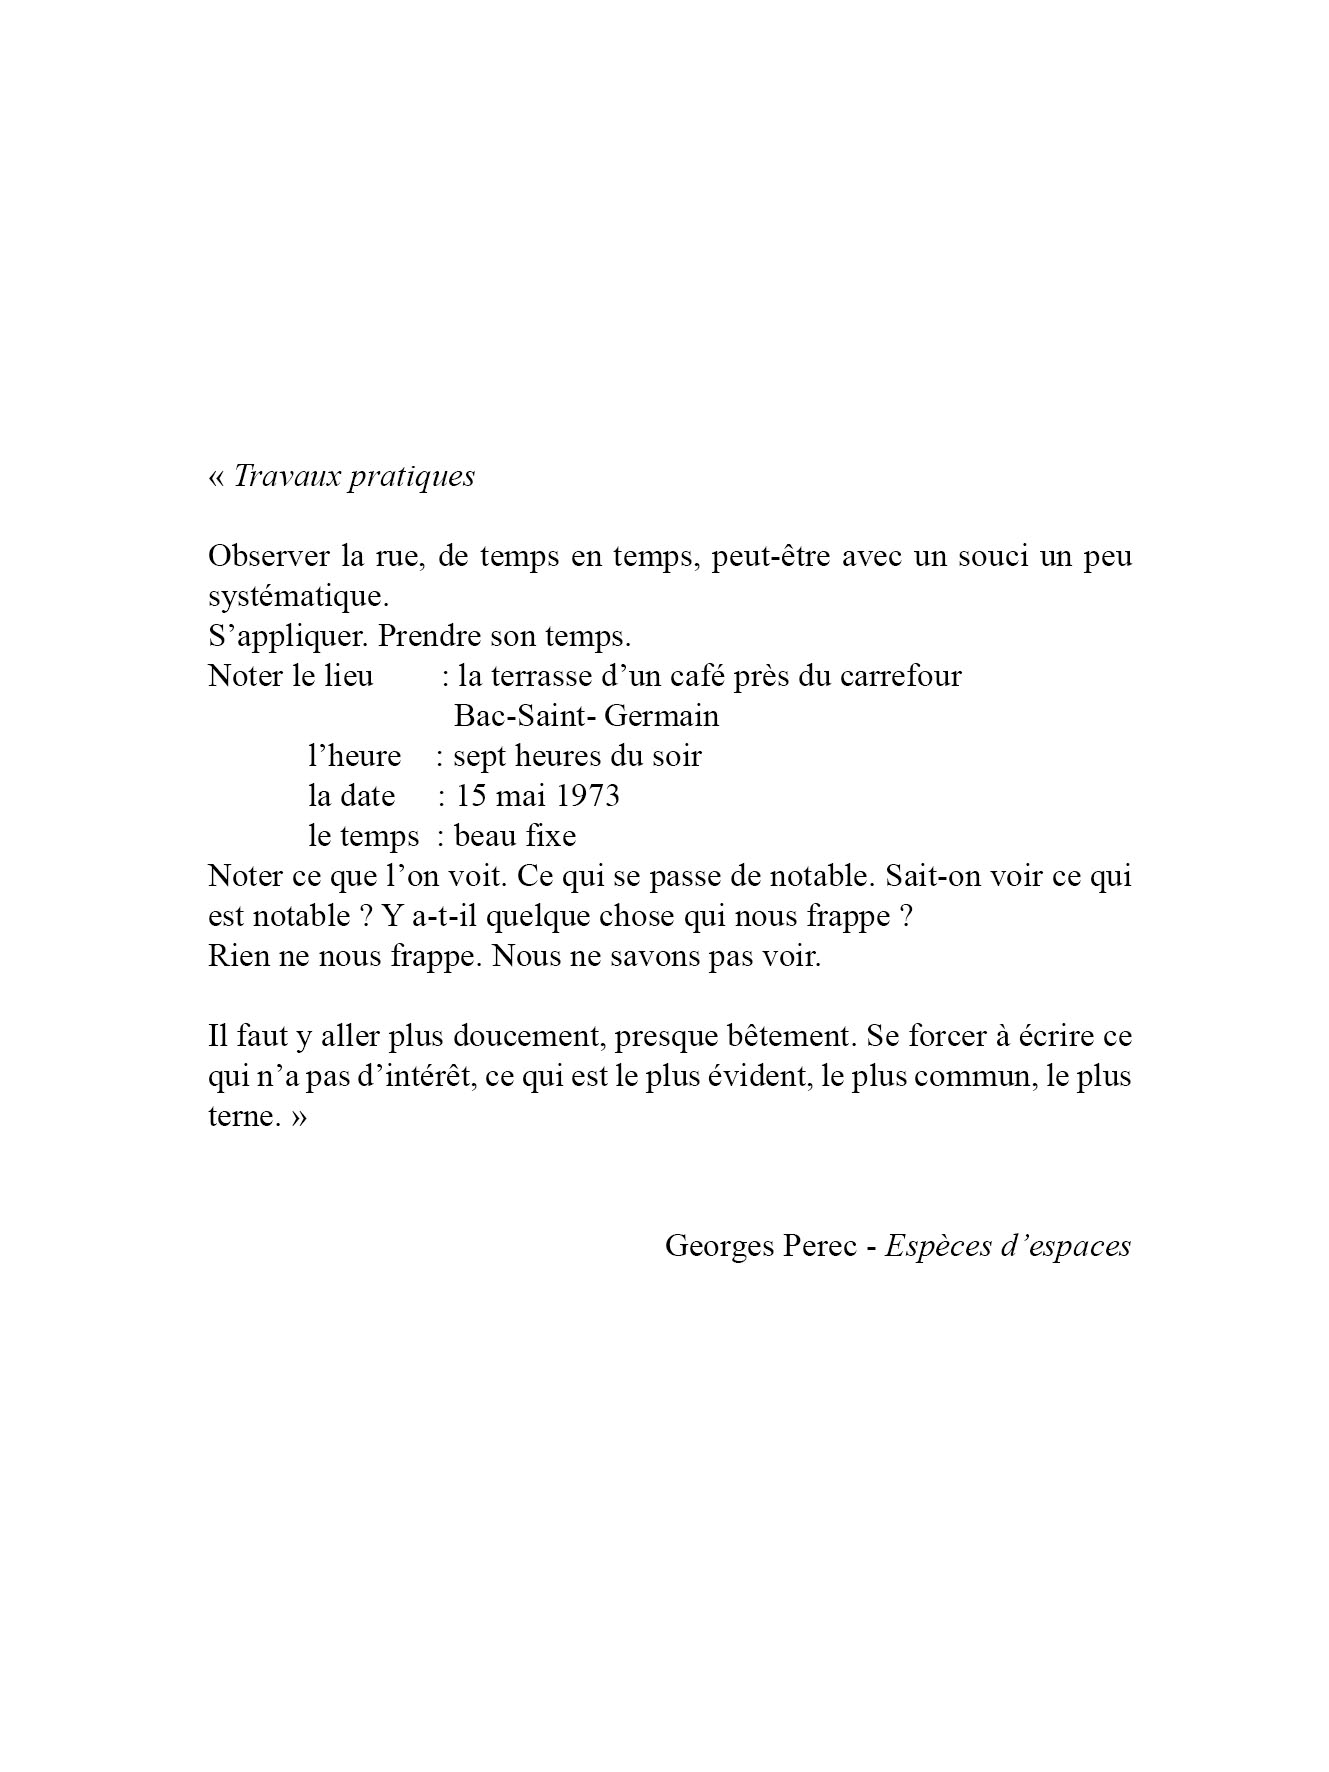 « Travaux pratiques
Observer la rue, de temps en temps, peut-être avec un souci un peu
systématique.
S’appliquer. Prendre son temps.
Noter le lieu : la terrasse d’un café près du carrefour
Bac-Saint- Germain
l’heure : sept heures du soir
la date : 15 mai 1973
le temps : beau fixe
Noter ce que l’on voit. Ce qui se passe de notable. Sait-on voir ce qui
est notable ? Y a-t-il quelque chose qui nous frappe ?
Rien ne nous frappe. Nous ne savons pas voir.
Il faut y aller plus doucement, presque bêtement. Se forcer à écrire ce
qui n’a pas d’intérêt, ce qui est le plus évident, le plus commun, le plus
terne. »
Georges Perec - Espèces d’espaces